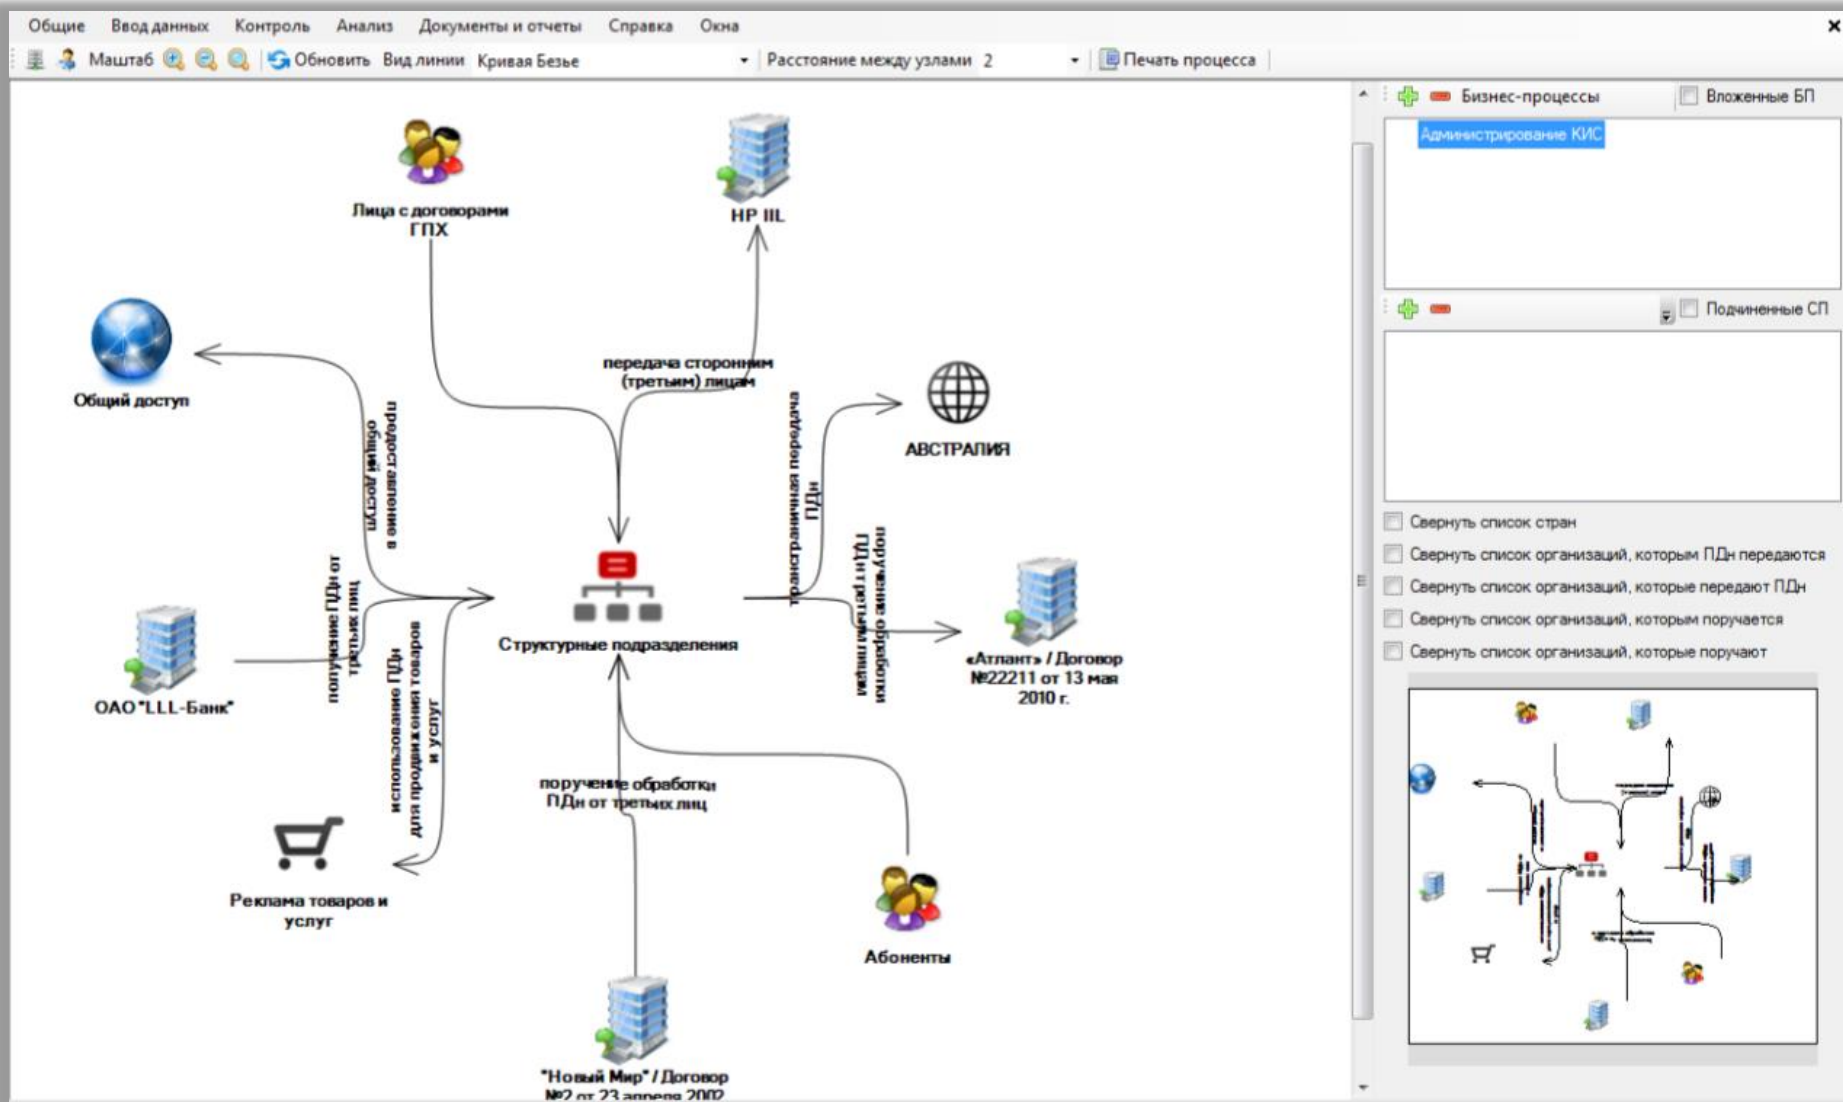 Общие Ввод данных Контроль Анализ Документы и отчеты Справка Окна
Маштаб Обновить Вид линии Кривая Безье Расстояние между узлами 2 Печать процесса
Лица с договорами
ГПХ
HP IIL
Общий доступ
передача сторонним
(третьим) лицам
предоставление в
общий доступ
трансграничная передача
ПДн
АВСТРАЛИЯ
получение ПДн от
третьих лиц
ОАО "LLL-Банк"
Структурные подразделения
поручение обработки
ПДн третьим лицам
«Атлант» / Договор
№22211 от 13 мая
2010 г.
использование ПДн
для продвижения товаров
и услуг
поручение обработки
ПДн от третьих лиц
Реклама товаров и
услуг
Абоненты
"Новый Мир" / Договор
№2 от 23 апреля 2002
Бизнес-процессы Вложенные БП
Администрирование КИС
Подчиненные СП
Свернуть список стран
Свернуть список организаций, которым ПДн передаются
Свернуть список организаций, которые передают ПДн
Свернуть список организаций, которым поручается
Свернуть список организаций, которые поручают